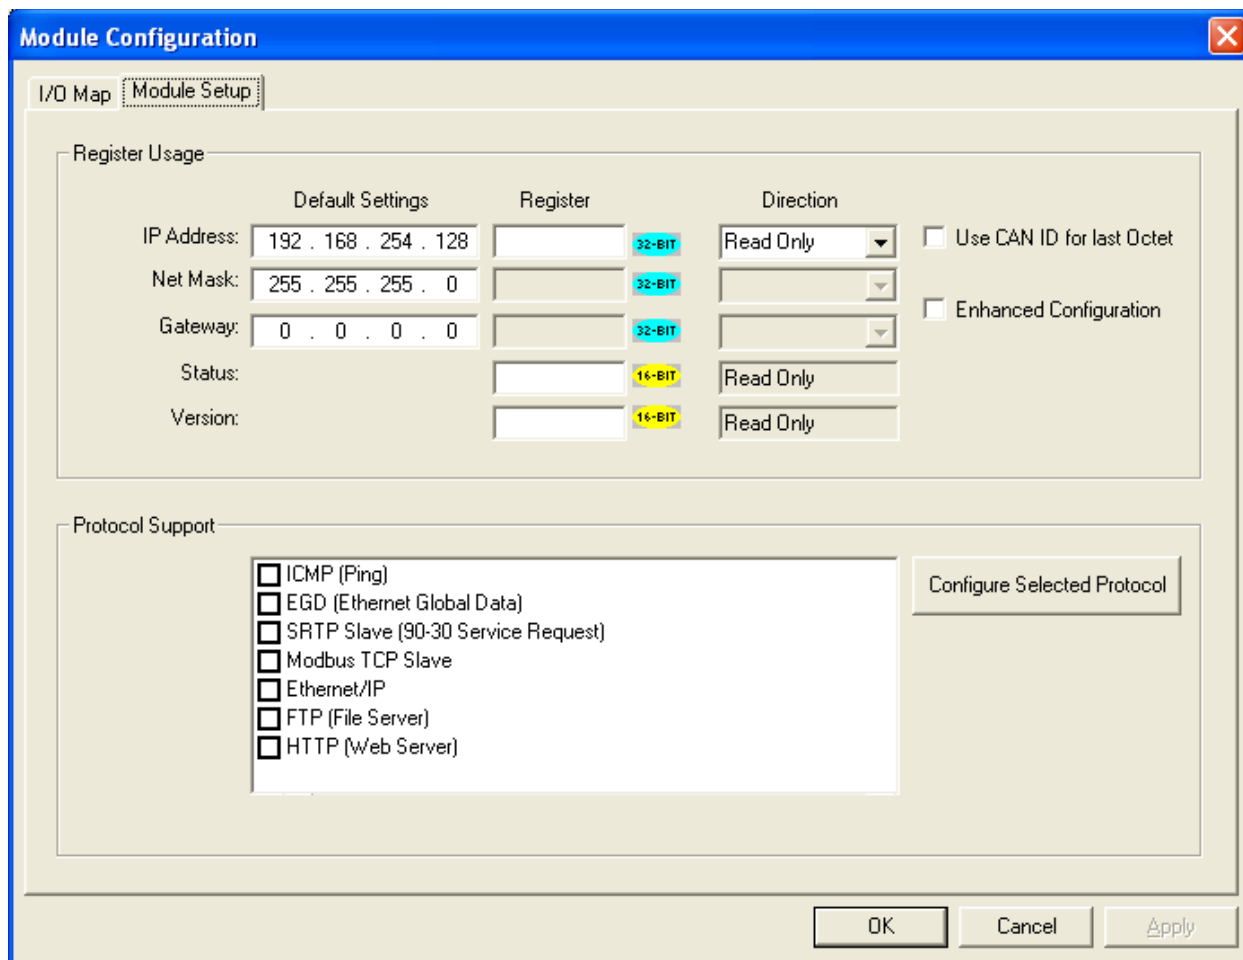 Module Configuration
I/O Map Module Setup
Register Usage
Default Settings Register Direction
IP Address: 192 . 168 . 254 . 128 32-BIT Read Only Use CAN ID for last Octet
Net Mask: 255 . 255 . 255 . 0 32-BIT
Enhanced Configuration
Gateway: 0 . 0 . 0 . 0 32-BIT
Status: 16-BIT Read Only
Version: 16-BIT Read Only
Protocol Support
ICMP (Ping)
Configure Selected Protocol
EGD (Ethernet Global Data)
SRTP Slave (90-30 Service Request)
Modbus TCP Slave
Ethernet/IP
FTP (File Server)
HTTP (Web Server)
OK Cancel Apply